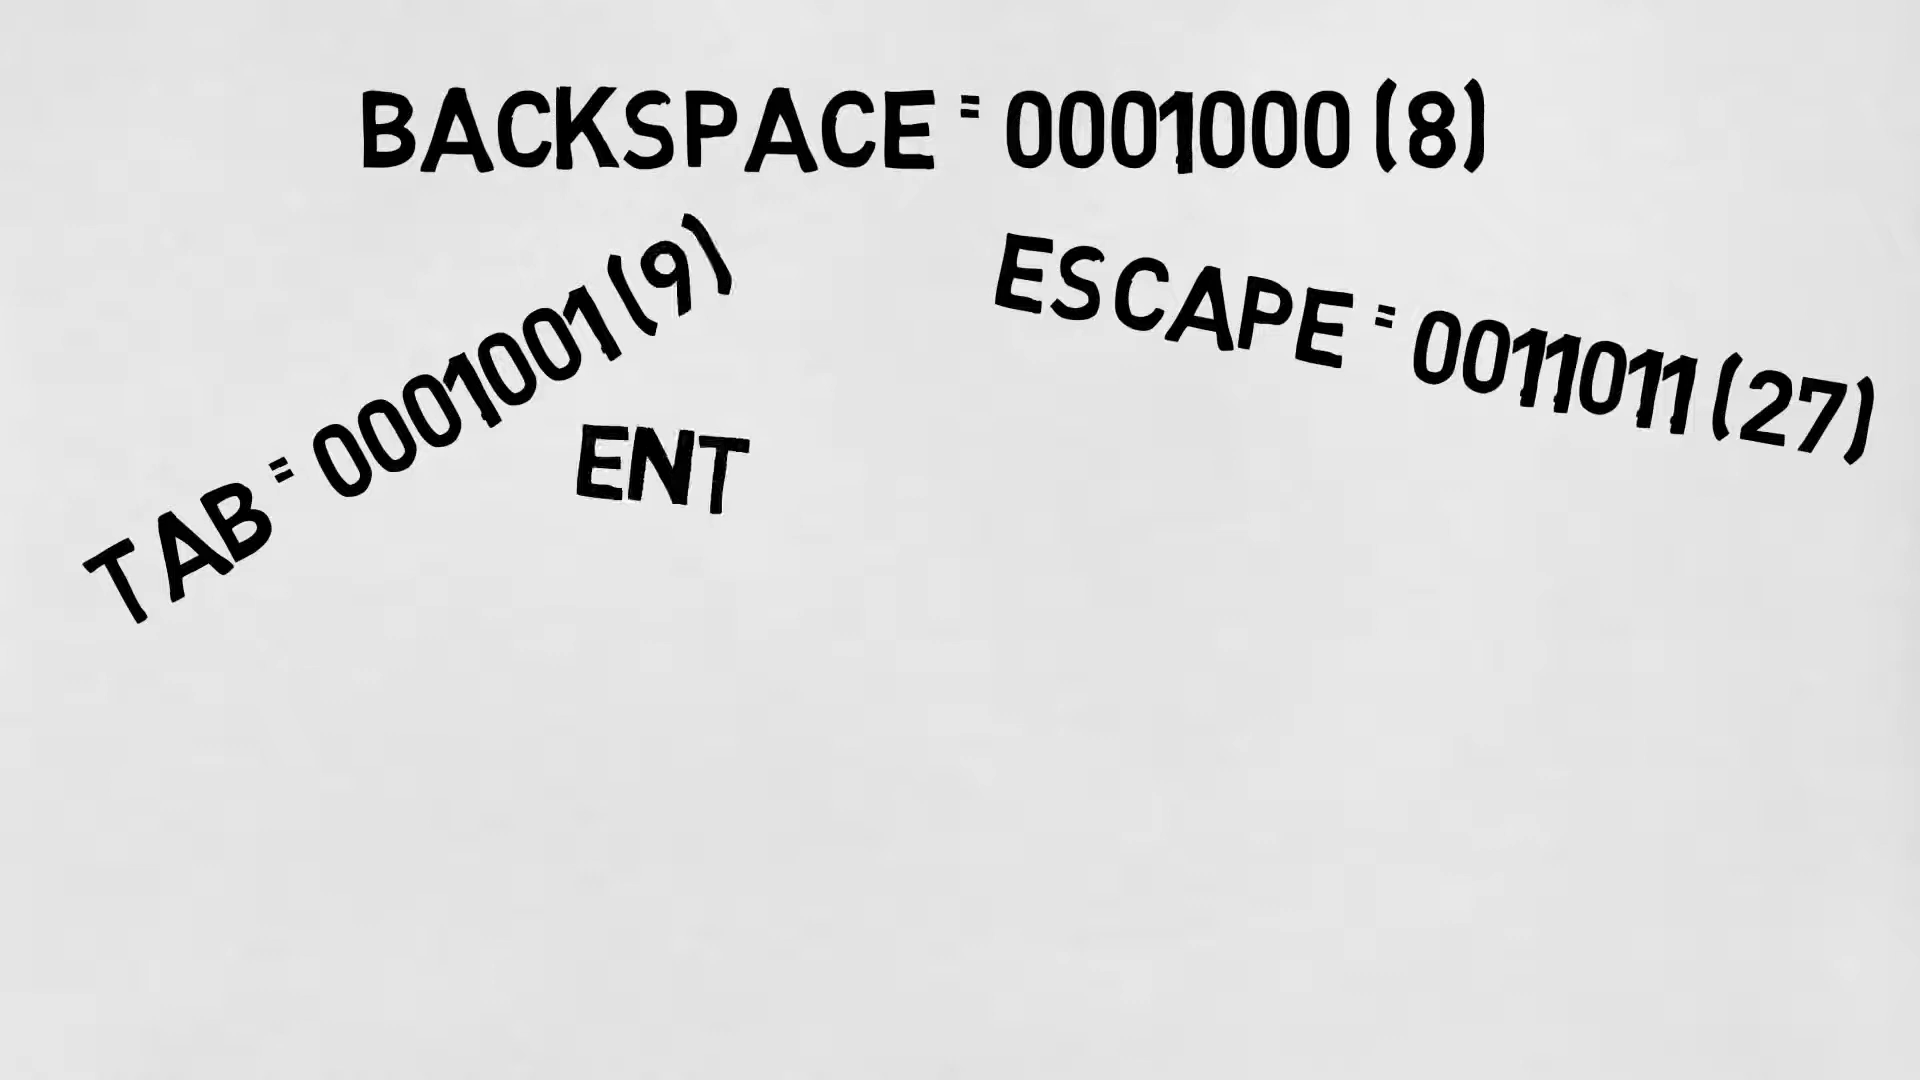 BACKSPACE = 0001000 (8)
TAB = 0001001 (9)
ESCAPE = 0011011 (27)
ENT